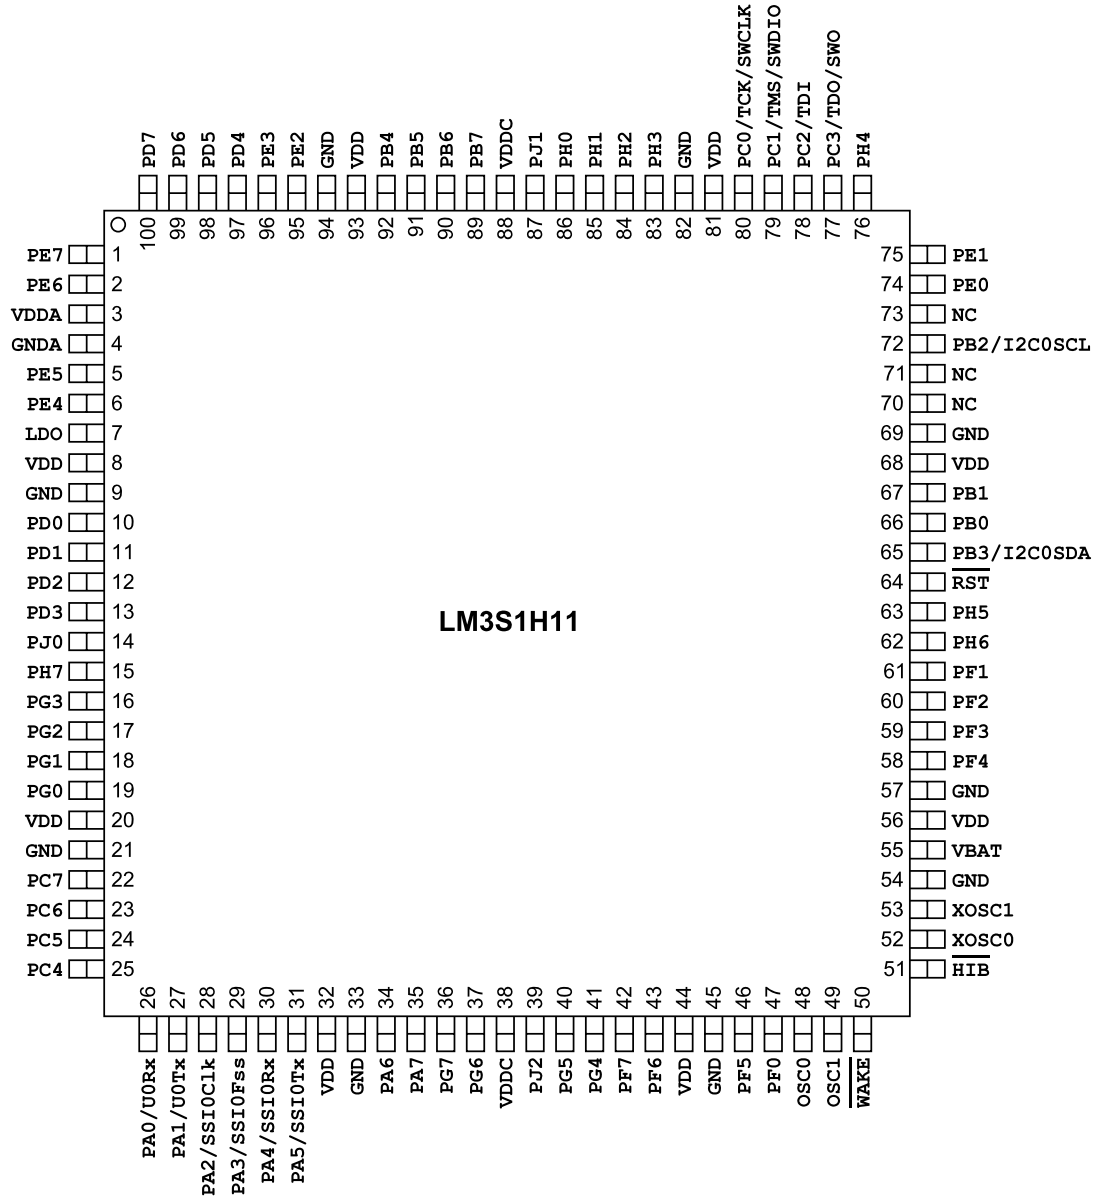 PC0/TCK/SWCLK
PC1/TMS/SWDIO
PC2/TDI
PC3/TDO/SWO
PD7 PD6 PD5 PD4 PE3 PE2 GND VDD PB4 PB5 PB6 PB7 VDDC PJ1 PH0 PH1 PH2 PH3 GND VDD PH4
100 99 98 97 96 95 94 93 92 91 90 89 88 87 86 85 84 83 82 81 80 79 78 77 76
PE7 1 75 PE1
PE6 2 74 PE0
VDDA 3 73 NC
GNDA 4 72 PB2/I2C0SCL
PE5 5 71 NC
PE4 6 70 NC
LDO 7 69 GND
VDD 8 68 VDD
GND 9 67 PB1
PD0 10 66 PB0
PD1 11 65 PB3/I2C0SDA
PD2 12 64 RST
PD3 13 63 PH5
LM3S1H11
PJ0 14 62 PH6
PH7 15 61 PF1
PG3 16 60 PF2
PG2 17 59 PF3
PG1 18 58 PF4
PG0 19 57 GND
VDD 20 56 VDD
GND 21 55 VBAT
PC7 22 54 GND
PC6 23 53 XOSC1
PC5 24 52 XOSC0
PC4 25 51 HIB
26 27 28 29 30 31 32 33 34 35 36 37 38 39 40 41 42 43 44 45 46 47 48 49 50
PA0/U0Rx
PA1/U0Tx
PA2/SSI0Clk
PA3/SSI0Fss
PA4/SSI0Rx
PA5/SSI0Tx
VDD
GND
PA6
PA7
PG7
PG6
VDDC
PJ2
PG5
PG4
PF7
PF6
VDD
GND
PF5
PF0
OSC0
OSC1
WAKE